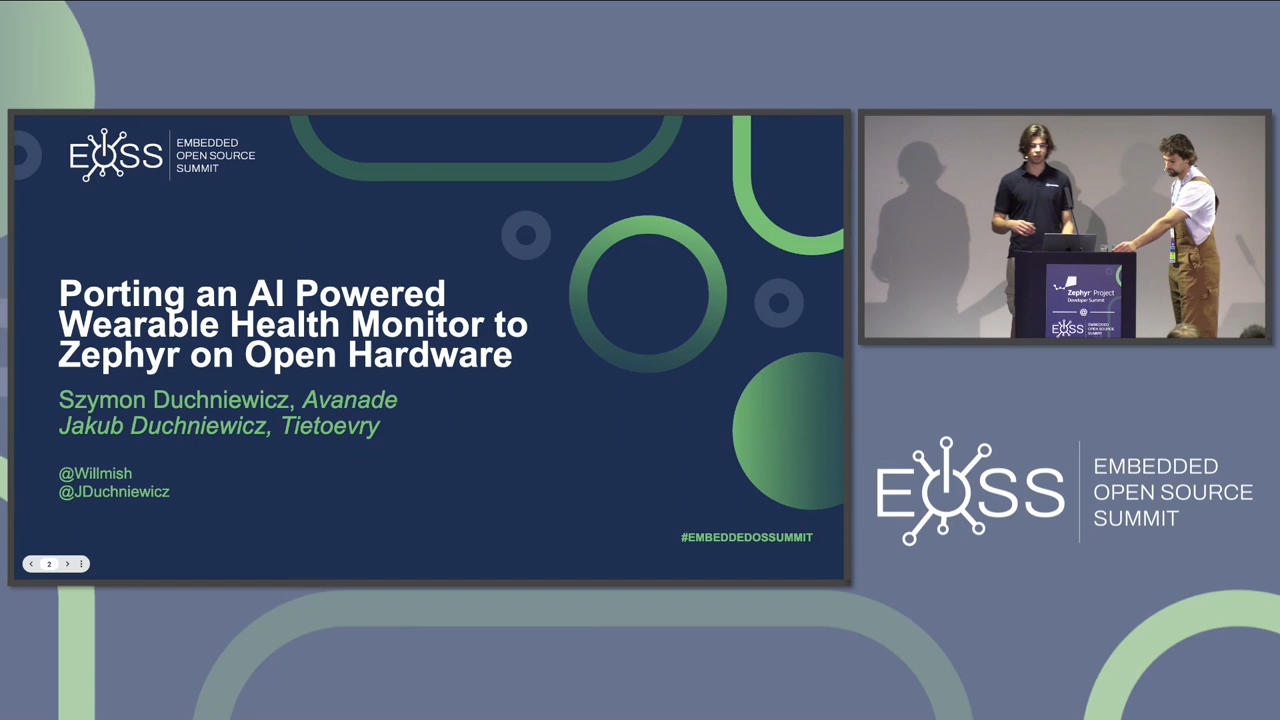 EOSS
EMBEDDED
OPEN SOURCE
SUMMIT
Porting an AI Powered
Wearable Health Monitor to
Zephyr on Open Hardware
Szymon Duchniewicz, Avanade
Jakub Duchniewicz, Tietoevry
@Willmish
@JDuchniewicz
#EMBEDDEDOSSUMMIT
2
Zephyr Project
Developer Summit
@
EOSS
EMBEDDED
OPEN SOURCE
SUMMIT
EOSS
EMBEDDED
OPEN SOURCE
SUMMIT